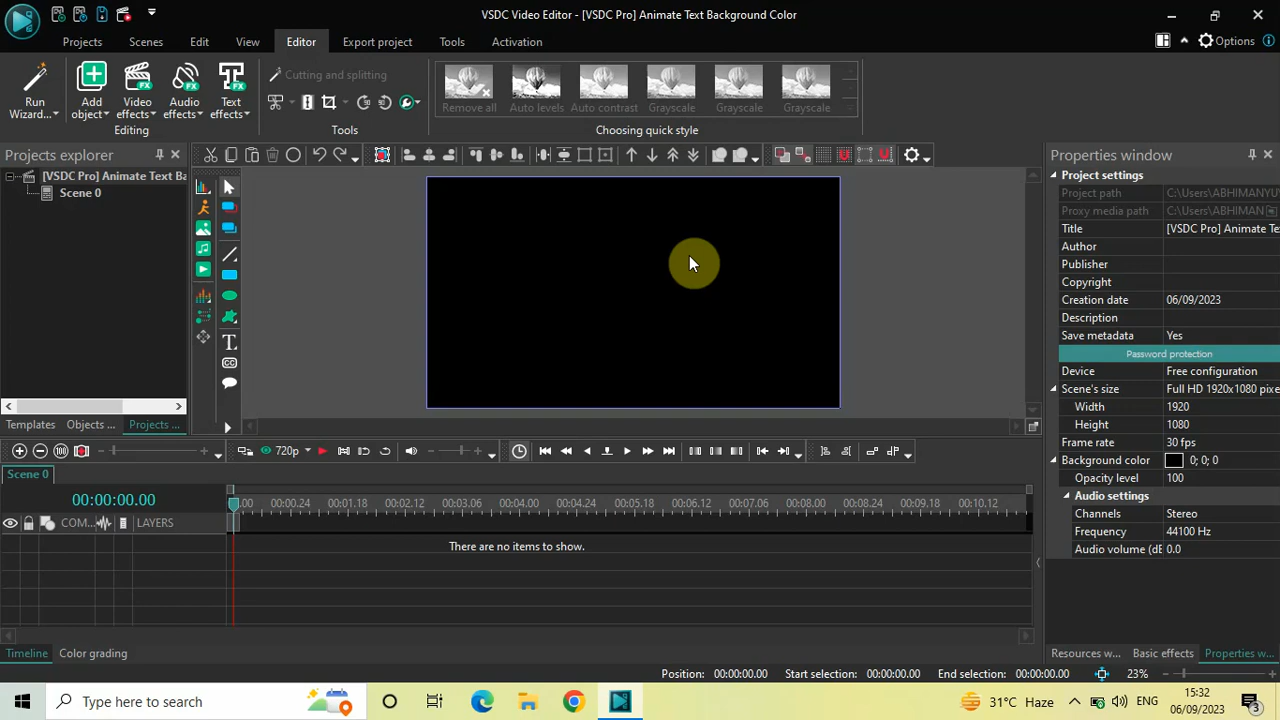 VSDC Video Editor - [VSDC Pro] Animate Text Background Color
Projects
Scenes
Edit
View
Editor
Export project
Tools
Activation
Options
Run
Wizard...
Add
object
Video
effects
Audio
effects
Text
effects
Editing
Cutting and splitting
Tools
Remove all
Auto levels
Auto contrast
Grayscale
Grayscale
Grayscale
Choosing quick style
Projects explorer
[VSDC Pro] Animate Text Ba
Scene 0
Templates
Objects ...
Projects ...
T
CC
Properties window
Project settings
Project path C:\Users\ABHIMANYU
Proxy media path C:\Users\ABHIMAN
Title [VSDC Pro] Animate Te
Author
Publisher
Copyright
Creation date 06/09/2023
Description
Save metadata Yes
Password protection
Device Free configuration
Scene's size Full HD 1920x1080 pixe
Width 1920
Height 1080
Frame rate 30 fps
Background color 0; 0; 0
Opacity level 100
Audio settings
Channels Stereo
Frequency 44100 Hz
Audio volume (dB 0.0
720p
Scene 0
00:00:00.00
.00 00:00.24 00:01.18 00:02.12 00:03.06 00:04.00 00:04.24 00:05.18 00:06.12 00:07.06 00:08.00 00:08.24 00:09.18 00:10.12
COM...
LAYERS
There are no items to show.
Timeline
Color grading
Resources w...
Basic effects
Properties w...
Position: 00:00:00.00 Start selection: 00:00:00.00 End selection: 00:00:00.00 23%
Type here to search
31°C Haze
ENG
15:32
06/09/2023
3